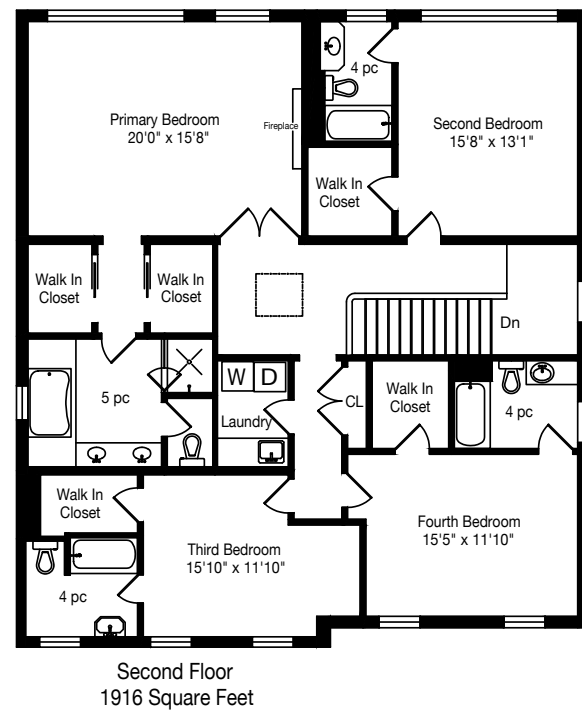 4 pc
Primary Bedroom
20'0" x 15'8"
Fireplace
Second Bedroom
15'8" x 13'1"
Walk In
Closet
Walk In
Closet
Walk In
Closet
Dn
W D
5 pc
CL
Walk In
Closet
4 pc
Laundry
Walk In
Closet
Fourth Bedroom
15'5" x 11'10"
Third Bedroom
15'10" x 11'10"
4 pc
Second Floor
1916 Square Feet